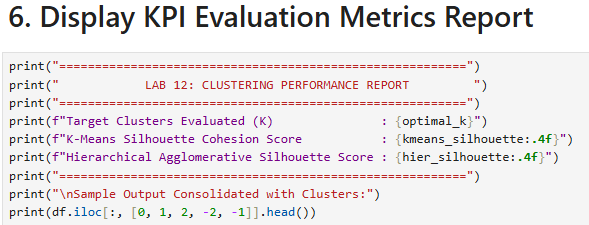 6. Display KPI Evaluation Metrics Report
print("========================================================")
print("            LAB 12: CLUSTERING PERFORMANCE REPORT         ")
print("========================================================")
print(f"Target Clusters Evaluated (K)               : {optimal_k}")
print(f"K-Means Silhouette Cohesion Score           : {kmeans_silhouette:.4f}")
print(f"Hierarchical Agglomerative Silhouette Score : {hier_silhouette:.4f}")
print("========================================================")
print("\nSample Output Consolidated with Clusters:")
print(df.iloc[:, [0, 1, 2, -2, -1]].head())